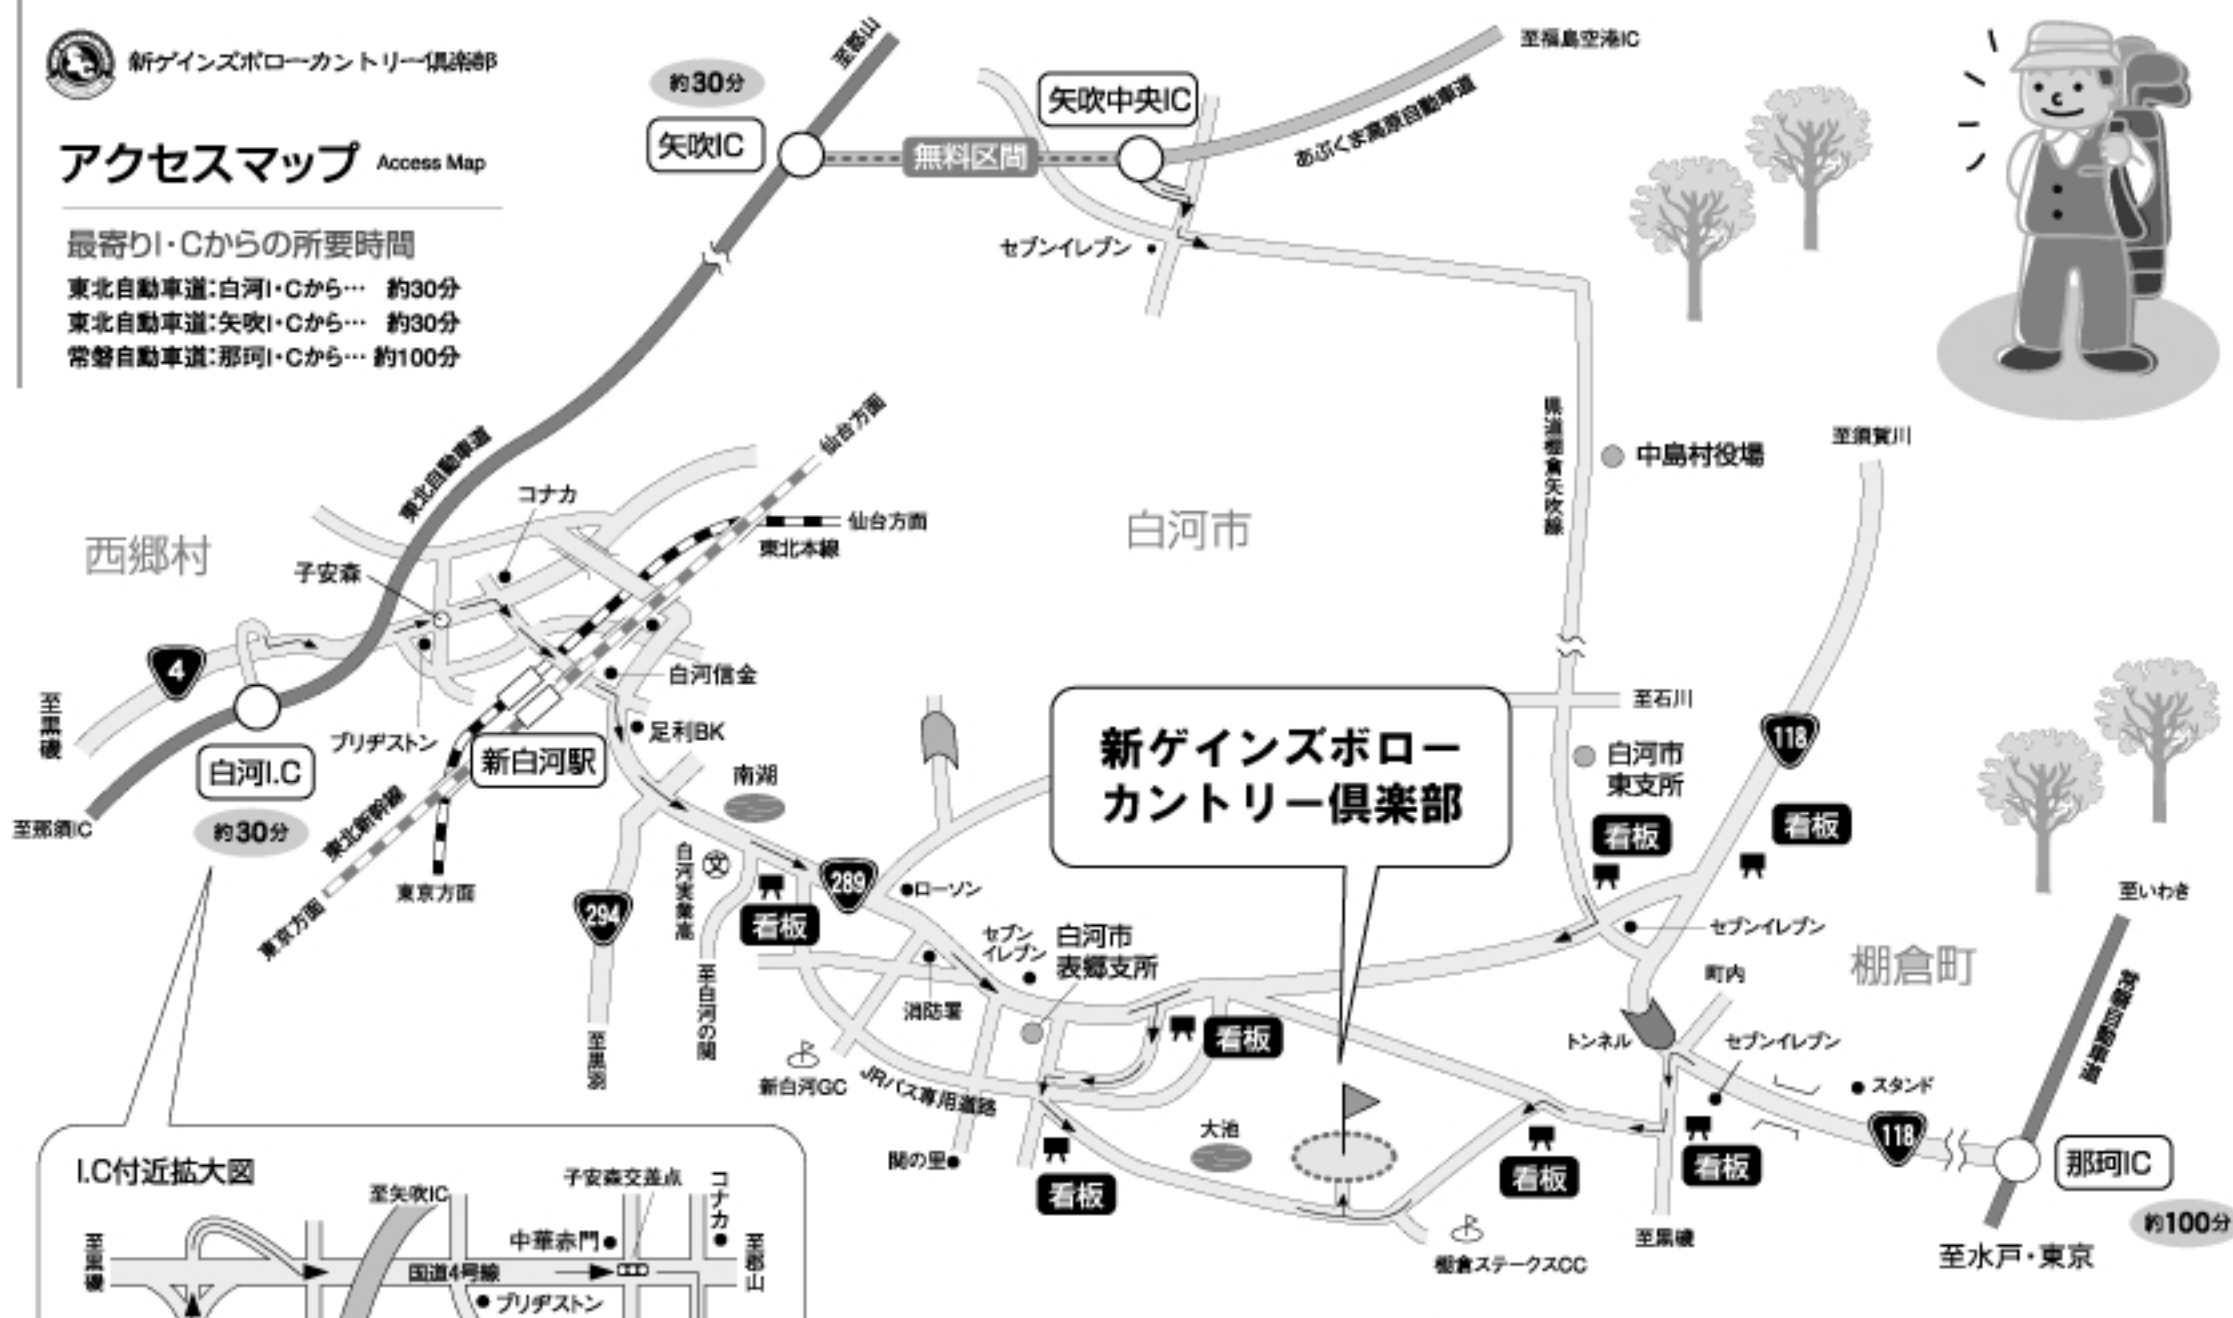 新ゲインズボローカントリー倶楽部
アクセスマップ Access Map
最寄りI・Cからの所要時間
東北自動車道:白河I・Cから… 約30分
東北自動車道:矢吹I・Cから… 約30分
常磐自動車道:那珂I・Cから… 約100分
約30分
矢吹IC
至郡山
無料区間
矢吹中央IC
至福島空港IC
あぶくま高原自動車道
セブンイレブン
県道棚倉矢吹線
中島村役場
至須賀川
東北自動車道
仙台方面
コナカ
仙台方面
東北本線
西郷村
白河市
子安森
4
至黒磯
白河信金
足利BK
ブリヂストン
新白河駅
白河I.C
約30分
至那須IC
東北新幹線
東京方面
東京方面
南湖
白河実業高
文
看板
289
294
至黒羽
至白河の関
ローソン
セブン
イレブン
白河市
表郷支所
消防署
新白河GC
JRバス専用道路
関の里
看板
看板
新ゲインズボロー
カントリー倶楽部
大池
至石川
白河市
東支所
118
看板
看板
セブンイレブン
棚倉町
町内
トンネル
セブンイレブン
スタンド
118
看板
看板
至黒磯
棚倉ステークスCC
至いわき
常磐自動車道
那珂IC
約100分
至水戸・東京
I.C付近拡大図
至矢吹IC
子安森交差点
コナカ
中華赤門
至黒磯
国道4号線
至郡山
ブリヂストン